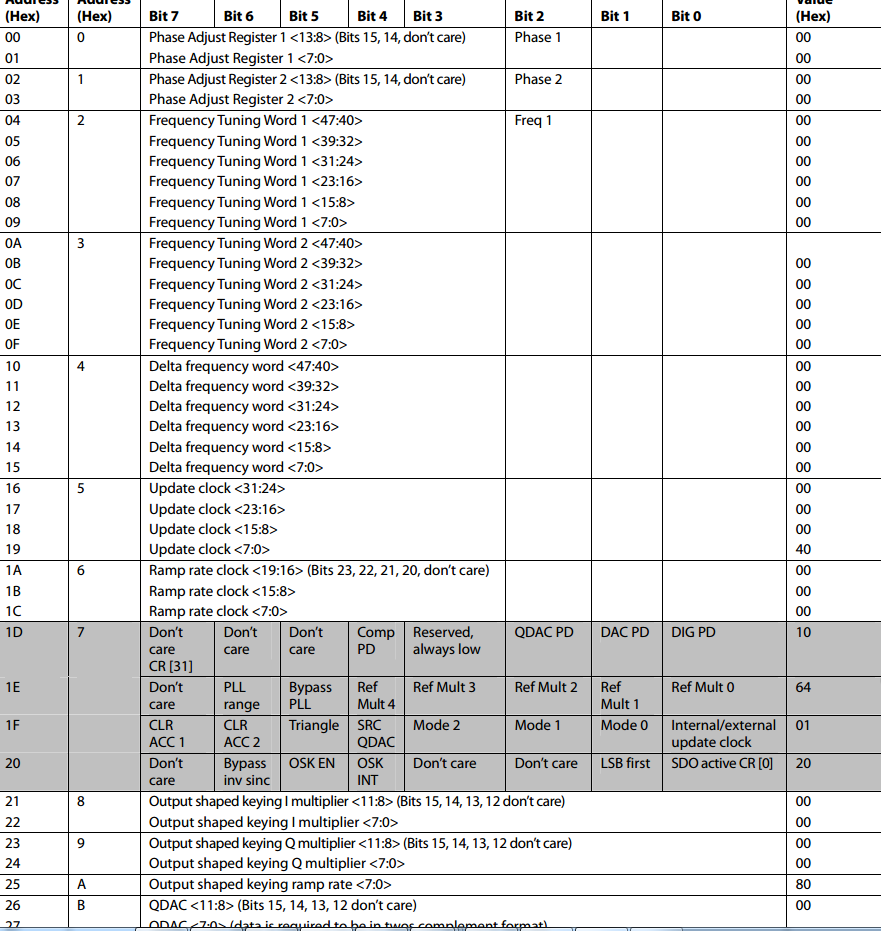 Address Address Value
(Hex) (Hex) Bit 7 Bit 6 Bit 5 Bit 4 Bit 3 Bit 2 Bit 1 Bit 0 (Hex)
00 0 Phase Adjust Register 1 <13:8> (Bits 15, 14, don’t care) Phase 1 00
01 Phase Adjust Register 1 <7:0> 00
02 1 Phase Adjust Register 2 <13:8> (Bits 15, 14, don’t care) Phase 2 00
03 Phase Adjust Register 2 <7:0> 00
04 2 Frequency Tuning Word 1 <47:40> Freq 1 00
05 Frequency Tuning Word 1 <39:32> 00
06 Frequency Tuning Word 1 <31:24> 00
07 Frequency Tuning Word 1 <23:16> 00
08 Frequency Tuning Word 1 <15:8> 00
09 Frequency Tuning Word 1 <7:0> 00
0A 3 Frequency Tuning Word 2 <47:40>
0B Frequency Tuning Word 2 <39:32> 00
0C Frequency Tuning Word 2 <31:24> 00
0D Frequency Tuning Word 2 <23:16> 00
0E Frequency Tuning Word 2 <15:8> 00
0F Frequency Tuning Word 2 <7:0> 00
10 4 Delta frequency word <47:40> 00
11 Delta frequency word <39:32> 00
12 Delta frequency word <31:24> 00
13 Delta frequency word <23:16> 00
14 Delta frequency word <15:8> 00
15 Delta frequency word <7:0> 00
16 5 Update clock <31:24> 00
17 Update clock <23:16> 00
18 Update clock <15:8> 00
19 Update clock <7:0> 40
1A 6 Ramp rate clock <19:16> (Bits 23, 22, 21, 20, don’t care) 00
1B Ramp rate clock <15:8> 00
1C Ramp rate clock <7:0> 00
1D 7 Don’t Don’t Don’t Comp Reserved, QDAC PD DAC PD DIG PD 10
care care care PD always low
CR [31]
1E Don’t PLL Bypass Ref Ref Mult 3 Ref Mult 2 Ref Ref Mult 0 64
care range PLL Mult 4 Mult 1
1F CLR CLR Triangle SRC Mode 2 Mode 1 Mode 0 Internal/external 01
ACC 1 ACC 2 QDAC update clock
20 Don’t Bypass OSK EN OSK Don’t care Don’t care LSB first SDO active CR [0] 20
care inv sinc INT
21 8 Output shaped keying I multiplier <11:8> (Bits 15, 14, 13, 12 don’t care) 00
22 Output shaped keying I multiplier <7:0> 00
23 9 Output shaped keying Q multiplier <11:8> (Bits 15, 14, 13, 12 don’t care) 00
24 Output shaped keying Q multiplier <7:0> 00
25 A Output shaped keying ramp rate <7:0> 80
26 B QDAC <11:8> (Bits 15, 14, 13, 12 don’t care) 00
27 QDAC <7:0> (data is required to be in twos complement format)